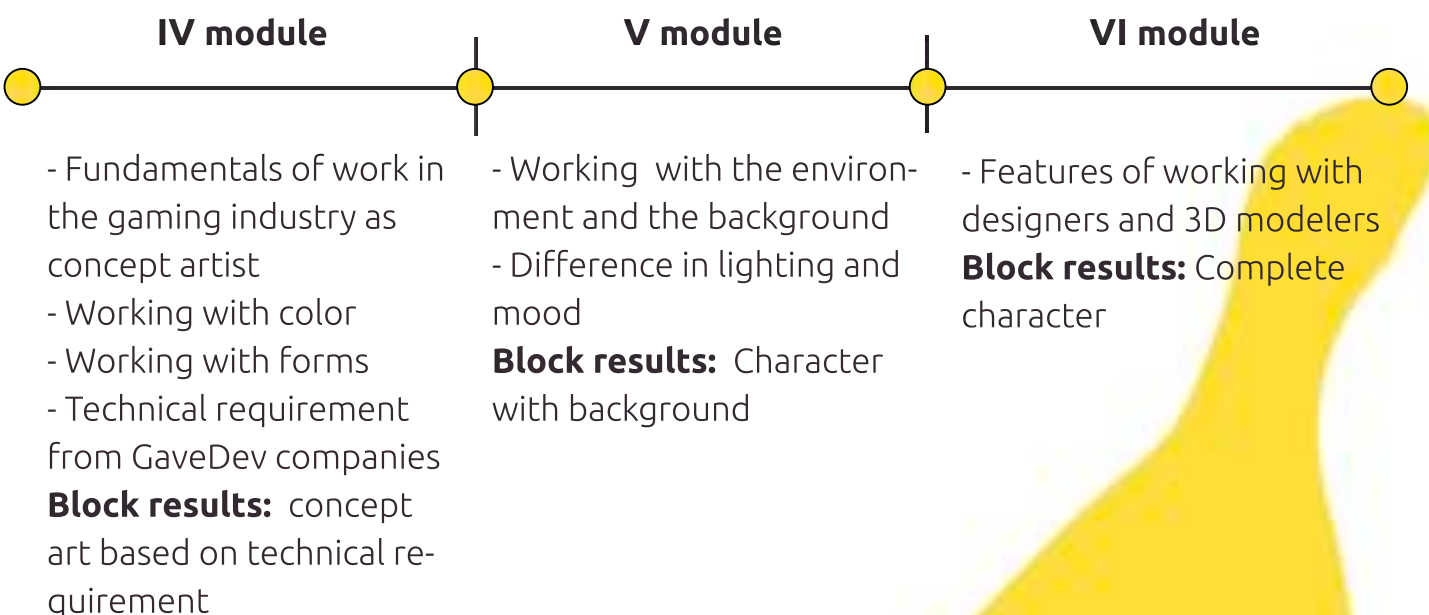 IV module
- Fundamentals of work in
the gaming industry as
concept artist
- Working with color
- Working with forms
- Technical requirement
from GaveDev companies
Block results: concept
art based on technical re-
quirement
V module
- Working with the environ-
ment and the background
- Difference in lighting and
mood
Block results: Character
with background
VI module
- Features of working with
designers and 3D modelers
Block results: Complete
character